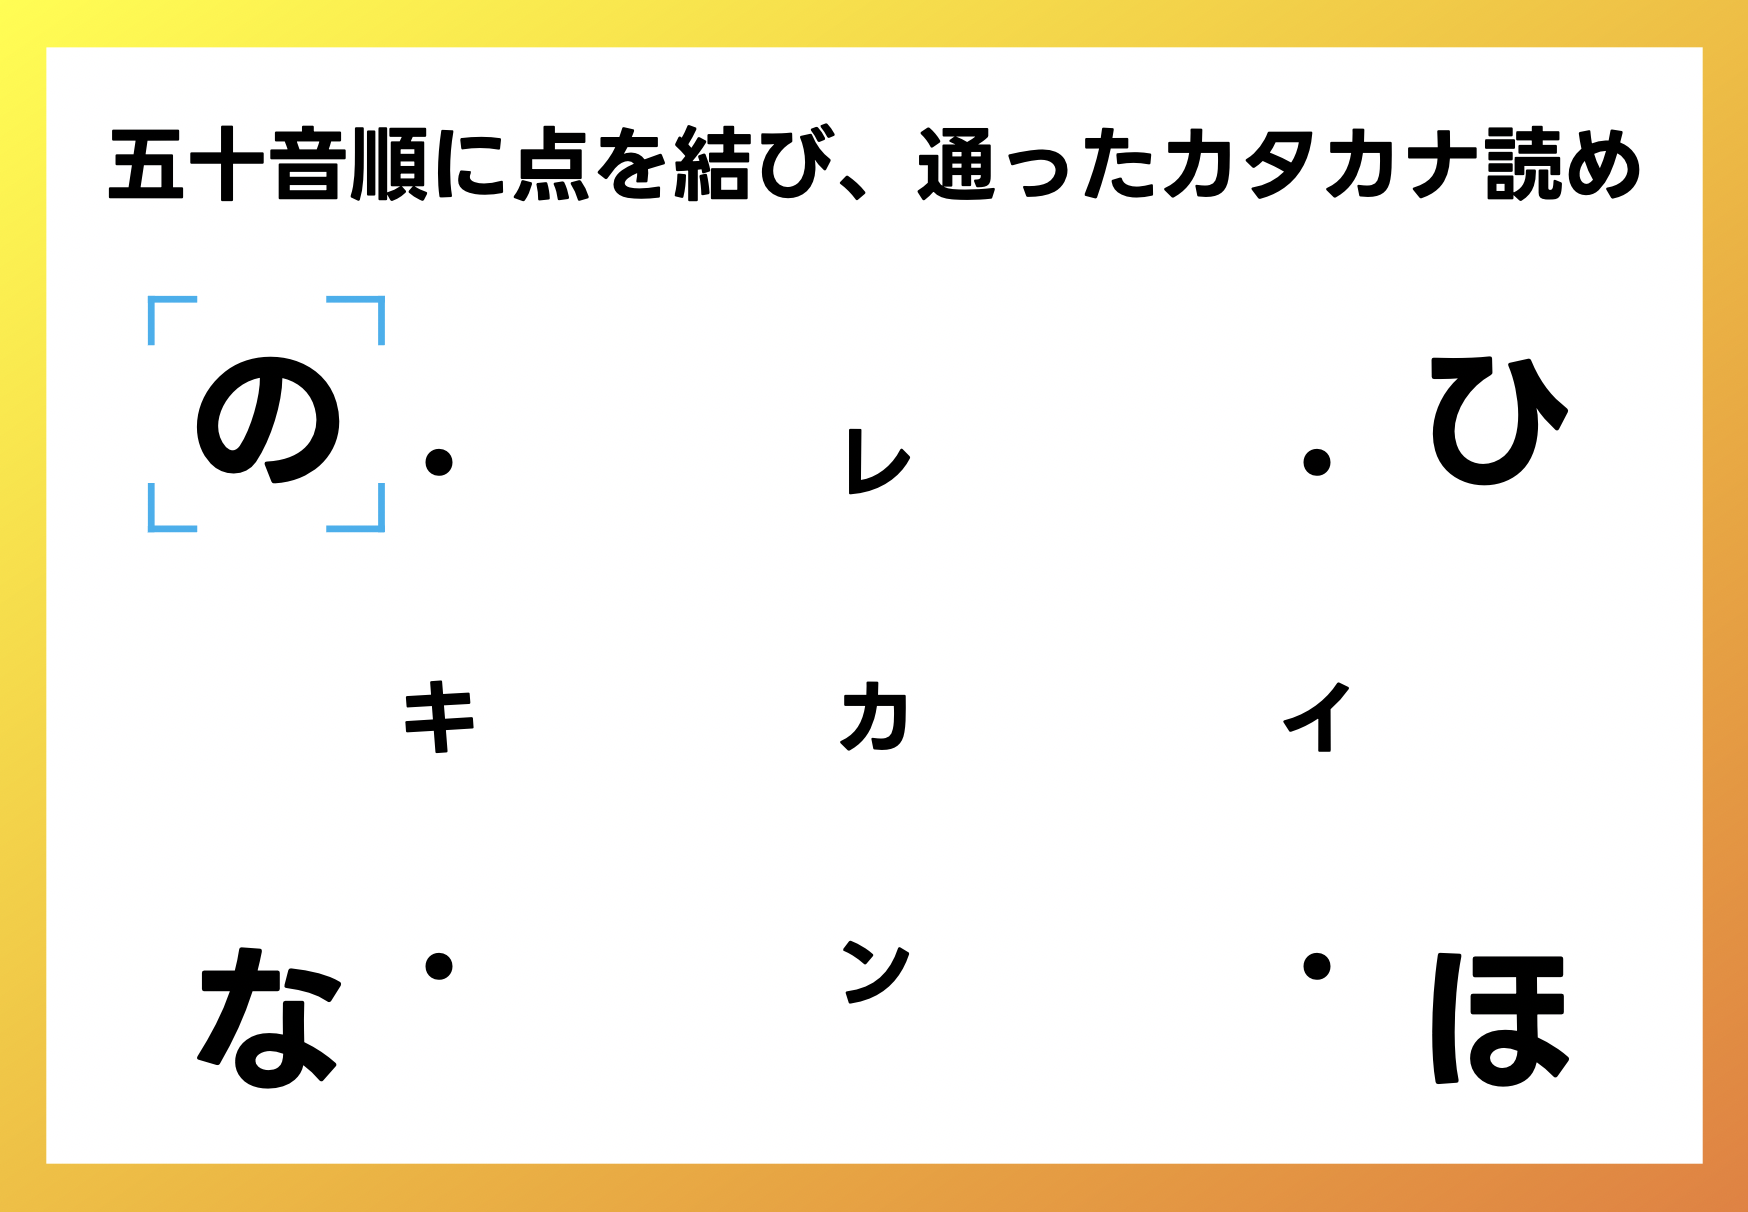 五十音順に点を結び、通ったカタカナ読め
の・ レ ・ひ
キ カ イ
な・ ン ・ほ